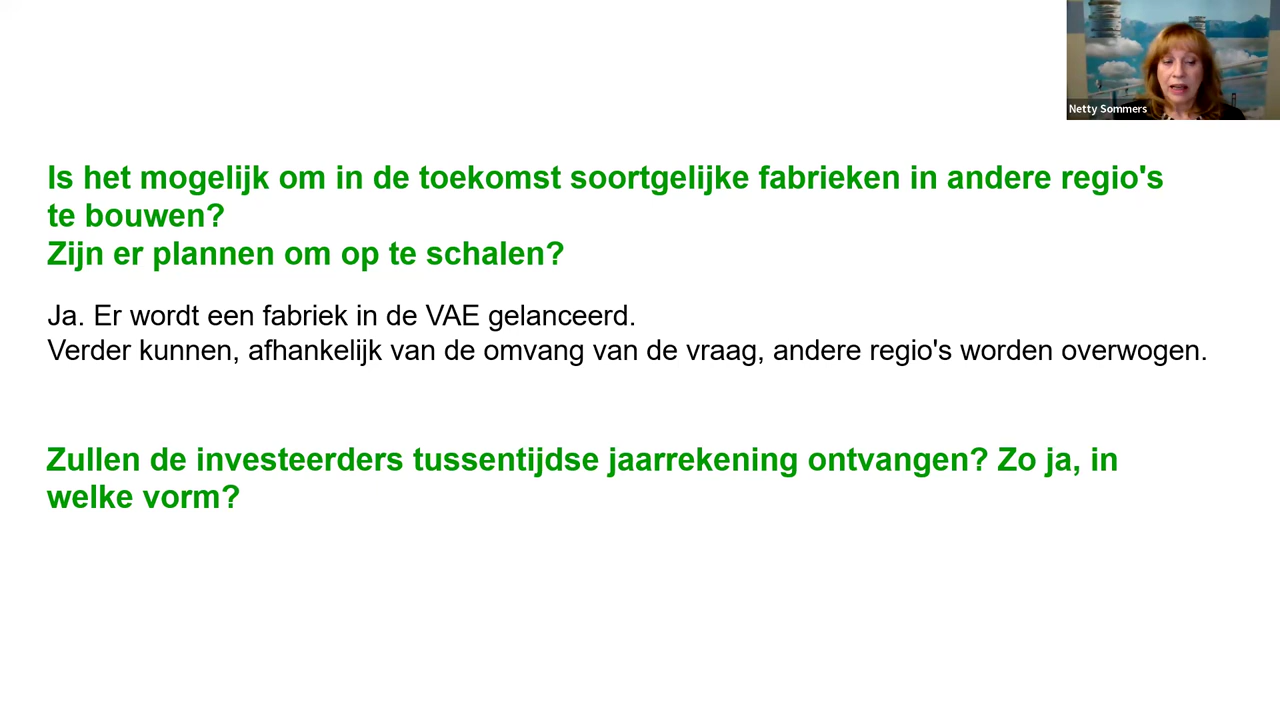 Netty Sommers
Is het mogelijk om in de toekomst soortgelijke fabrieken in andere regio's
te bouwen?
Zijn er plannen om op te schalen?
Ja. Er wordt een fabriek in de VAE gelanceerd.
Verder kunnen, afhankelijk van de omvang van de vraag, andere regio's worden overwogen.
Zullen de investeerders tussentijdse jaarrekening ontvangen? Zo ja, in
welke vorm?